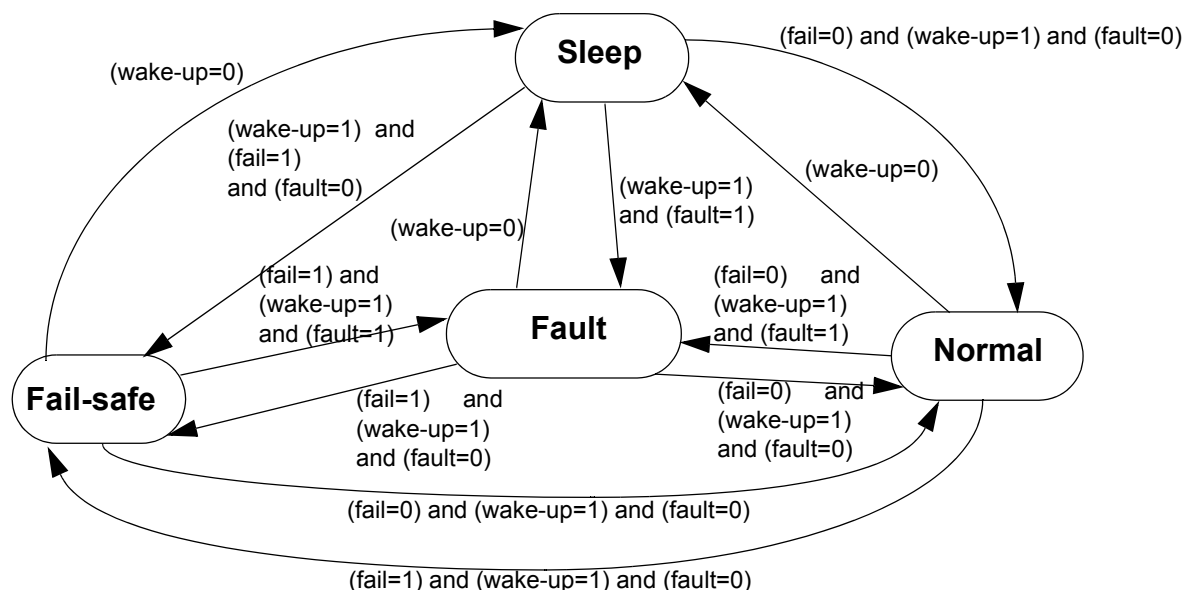 Sleep
(fail=0) and (wake-up=1) and (fault=0)
(wake-up=0)
(wake-up=1) and
(fail=1)
and (fault=0)
(wake-up=0)
(wake-up=1)
and (fault=1)
(wake-up=0)
(fail=1) and
(wake-up=1)
and (fault=1)
Fault
(fail=0) and
(wake-up=1)
and (fault=1)
Normal
Fail-safe
(fail=1) and
(wake-up=1)
and (fault=0)
(fail=0) and
(wake-up=1)
and (fault=0)
(fail=0) and (wake-up=1) and (fault=0)
(fail=1) and (wake-up=1) and (fault=0)